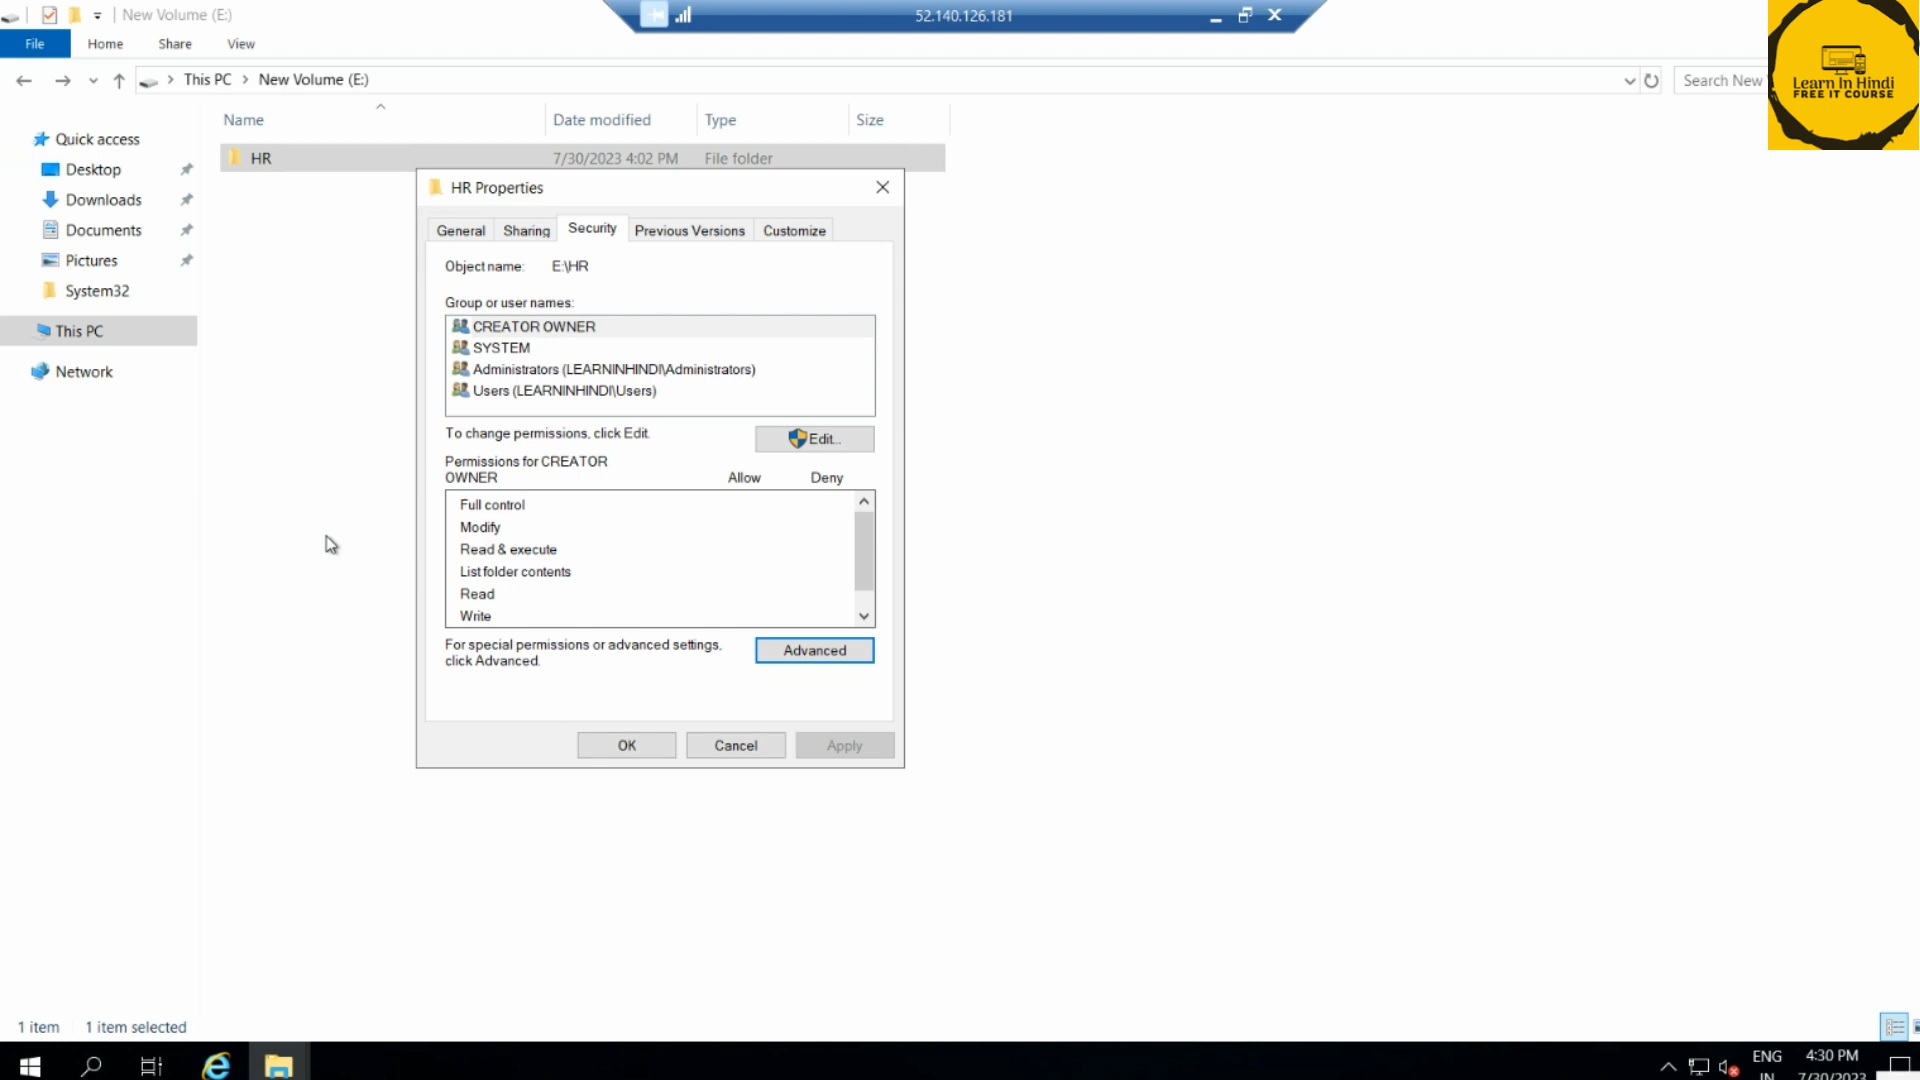 New Volume (E:)
52.140.126.181
File Home Share View
This PC New Volume (E:)
Search New
Learn In Hindi
FREE IT COURSE
Name Date modified Type Size
Quick access
Desktop
Downloads
Documents
Pictures
System32
This PC
Network
HR 7/30/2023 4:02 PM File folder
HR Properties
General Sharing Security Previous Versions Customize
Object name: E:\HR
Group or user names:
CREATOR OWNER
SYSTEM
Administrators (LEARNINHINDI\Administrators)
Users (LEARNINHINDI\Users)
To change permissions, click Edit.
Edit...
Permissions for CREATOR
OWNER Allow Deny
Full control
Modify
Read & execute
List folder contents
Read
Write
For special permissions or advanced settings,
click Advanced.
Advanced
OK Cancel Apply
1 item 1 item selected
ENG 4:30 PM
IN 7/30/2023